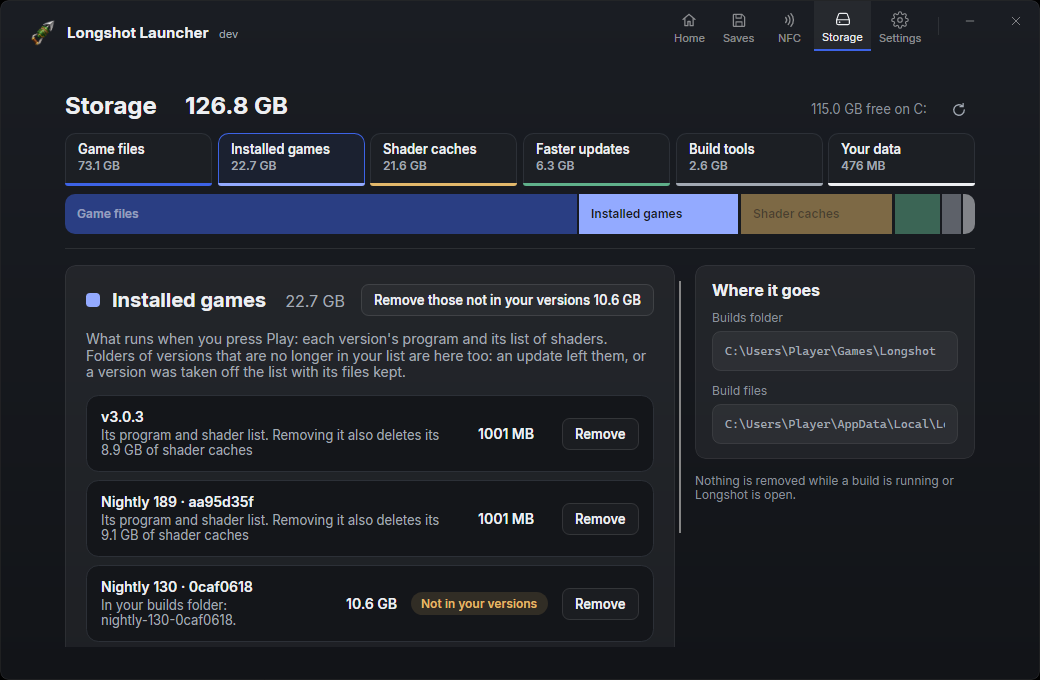 Longshot Launcher dev
Home
Saves
NFC
Storage
Settings
Storage 126.8 GB
115.0 GB free on C:
Game files
73.1 GB
Installed games
22.7 GB
Shader caches
21.6 GB
Faster updates
6.3 GB
Build tools
2.6 GB
Your data
476 MB
Game files
Installed games
Shader caches
Installed games 22.7 GB
Remove those not in your versions 10.6 GB
What runs when you press Play: each version's program and its list of shaders.
Folders of versions that are no longer in your list are here too: an update left them, or
a version was taken off the list with its files kept.
v3.0.3
Its program and shader list. Removing it also deletes its
8.9 GB of shader caches
1001 MB
Remove
Nightly 189 · aa95d35f
Its program and shader list. Removing it also deletes its
9.1 GB of shader caches
1001 MB
Remove
Nightly 130 · 0caf0618
In your builds folder:
nightly-130-0caf0618.
10.6 GB
Not in your versions
Remove
Where it goes
Builds folder
C:\Users\Player\Games\Longshot
Build files
C:\Users\Player\AppData\Local\L
Nothing is removed while a build is running or
Longshot is open.